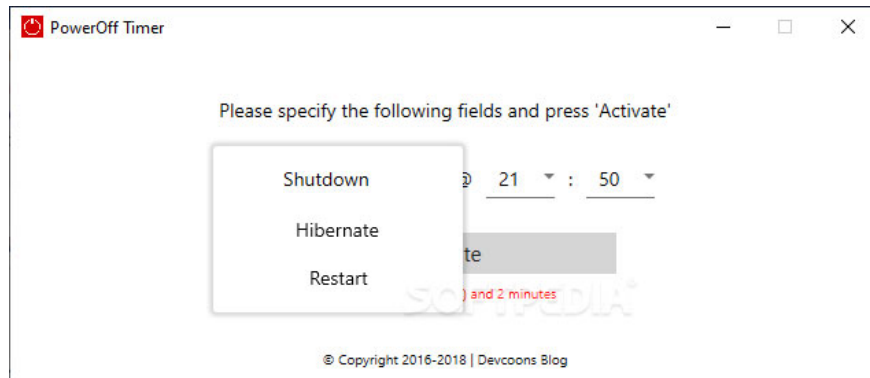 PowerOff Timer
Please specify the following fields and press 'Activate'
Shutdown
@ 21 : 50
Hibernate
te
Restart
) and 2 minutes
SOFTPEDIA®
© Copyright 2016-2018 | Devcoons Blog